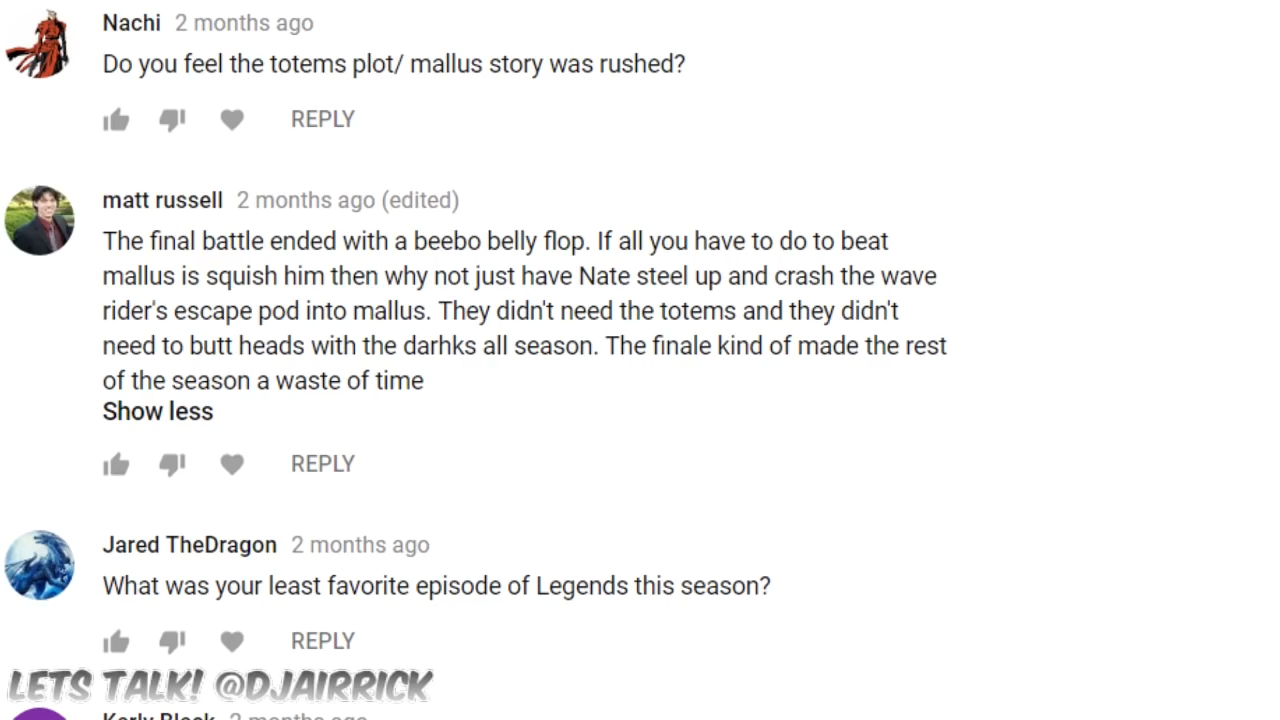 Nachi 2 months ago
Do you feel the totems plot/ mallus story was rushed?
REPLY
matt russell 2 months ago (edited)
The final battle ended with a beebo belly flop. If all you have to do to beat
mallus is squish him then why not just have Nate steel up and crash the wave
rider's escape pod into mallus. They didn't need the totems and they didn't
need to butt heads with the darhks all season. The finale kind of made the rest
of the season a waste of time
Show less
REPLY
Jared TheDragon 2 months ago
What was your least favorite episode of Legends this season?
REPLY
LETS TALK! @DJAIRRICK
2 months ago